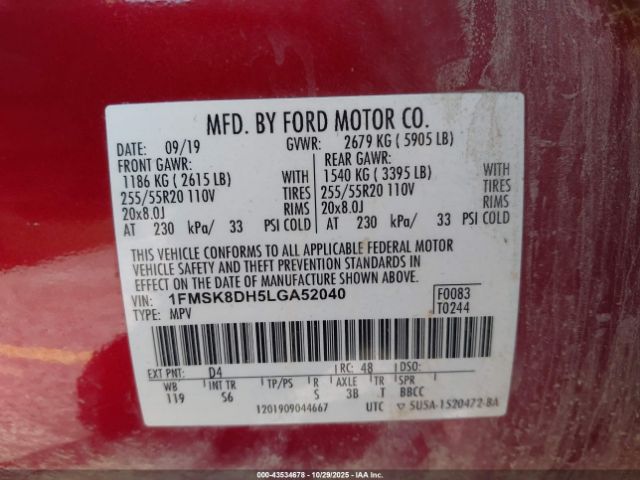 MFD. BY FORD MOTOR CO.
DATE: 09/19 GVWR: 2679 KG ( 5905 LB)
FRONT GAWR: REAR GAWR:
1186 KG ( 2615 LB) WITH 1540 KG ( 3395 LB) WITH
255/55R20 110V TIRES 255/55R20 110V TIRES
20x8.0J RIMS 20x8.0J RIMS
AT 230 kPa/ 33 PSI COLD AT 230 kPa/ 33 PSI COLD
THIS VEHICLE CONFORMS TO ALL APPLICABLE FEDERAL MOTOR
VEHICLE SAFETY AND THEFT PREVENTION STANDARDS IN
EFFECT ON THE DATE OF MANUFACTURE SHOWN ABOVE.
VIN: 1FMSK8DH5LGA52040 F0083
TYPE: MPV T0244
EXT PNT: D4 RC: 48 DSO:
WB INT TR TP/PS R AXLE TR SPR
119 S6 S 3B T BBCC
1201909044667 UTC ▽ 5U5A-1520472-BA
000-43534678 - 10/29/2025 - IAA Inc.